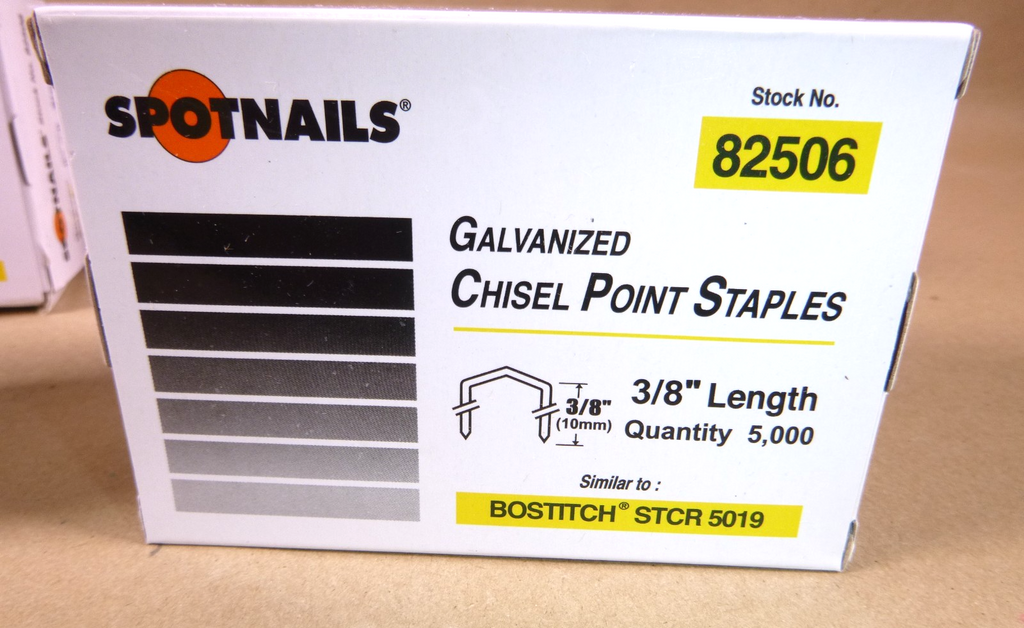 SPOTNAILS®
Stock No.
82506
GALVANIZED
CHISEL POINT STAPLES
3/8"
(10mm)
3/8" Length
Quantity 5,000
Similar to :
BOSTITCH® STCR 5019
SPOTNAILS